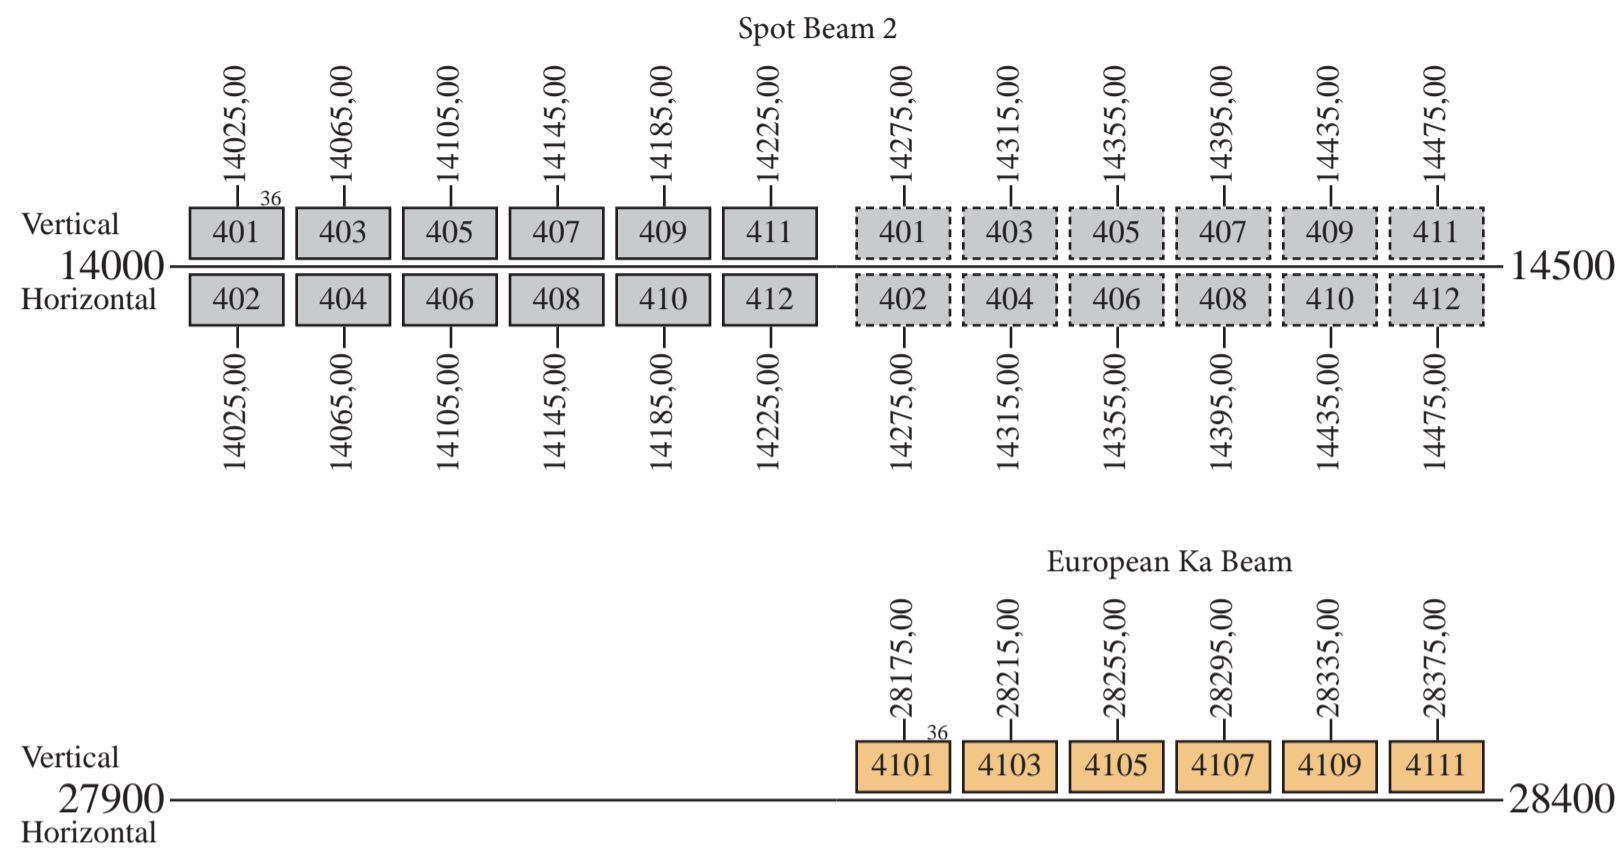 Spot Beam 2
14025,00 14065,00 14105,00 14145,00 14185,00 14225,00 14275,00 14315,00 14355,00 14395,00 14435,00 14475,00
36
Vertical 401 403 405 407 409 411 401 403 405 407 409 411
14000 14500
Horizontal 402 404 406 408 410 412 402 404 406 408 410 412
14025,00 14065,00 14105,00 14145,00 14185,00 14225,00 14275,00 14315,00 14355,00 14395,00 14435,00 14475,00
European Ka Beam
28175,00 28215,00 28255,00 28295,00 28335,00 28375,00
36
Vertical 4101 4103 4105 4107 4109 4111
27900 28400
Horizontal